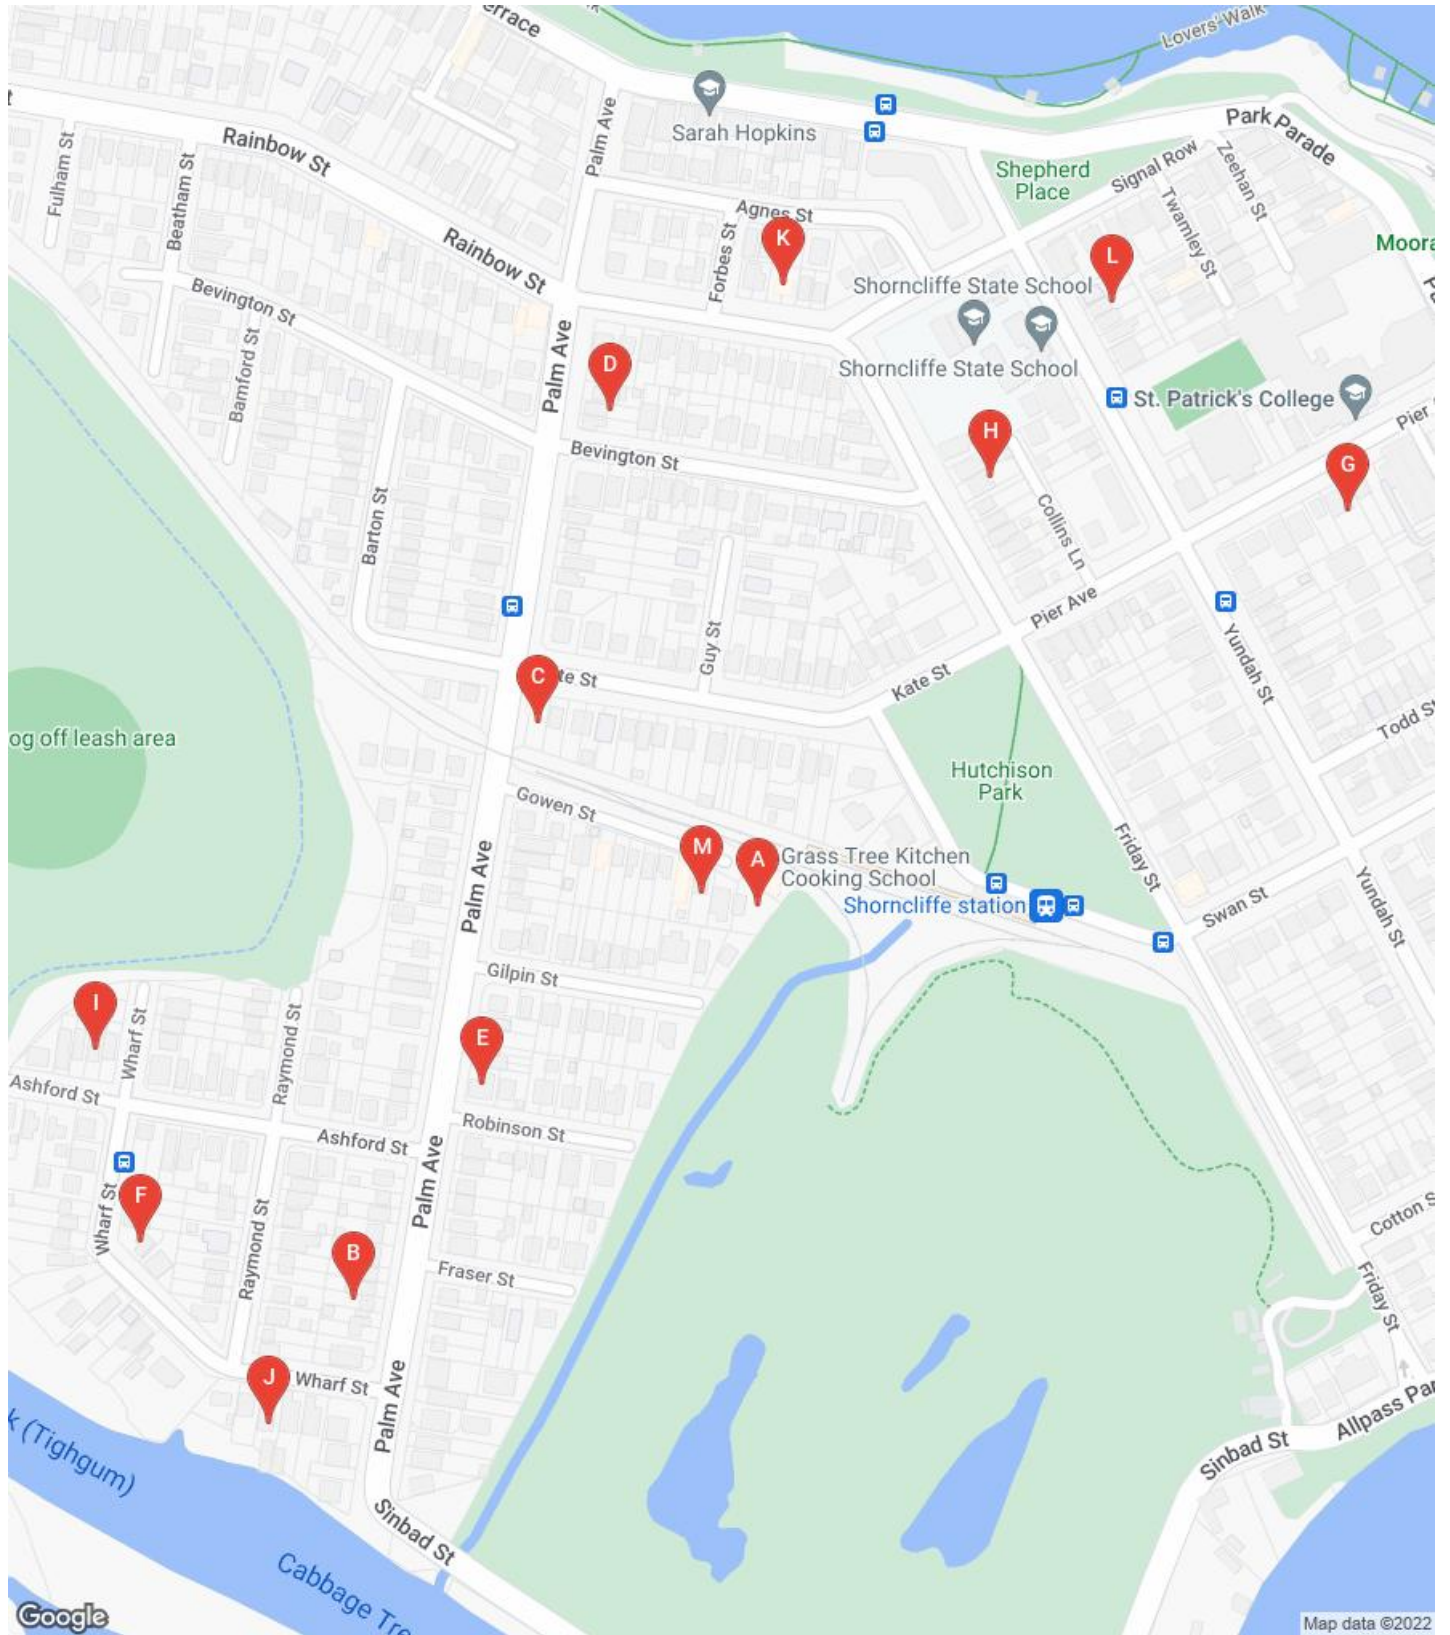 errace
Lovers' Walk
Palm Ave
Sarah Hopkins
Park Parade
Fulham St
Rainbow St
Beatham St
Shepherd
Place
Signal Row
Zeehan St
Twamley St
Agnes St
K
Forbes St
Rainbow St
L
Moora
Shorncliffe State School
Bevington St
Bamford St
Palm Ave
D
Shorncliffe State School
St. Patrick's College
Pier
H
Bevington St
G
Barton St
Collins Ln
Pier Ave
Guy St
Yundah St
C
te St
Kate St
Todd St
og off leash area
Hutchison
Park
Gowen St
Friday St
Palm Ave
M
A
Grass Tree Kitchen
Cooking School
Shorncliffe station
Swan St
Yundah St
Gilpin St
I
Wharf St
Raymond St
E
Ashford St
Robinson St
Ashford St
Palm Ave
F
Wharf St
Raymond St
Cotton S
B
Fraser St
Friday St
J
Wharf St
Palm Ave
Allpass Par
Sinbad St
k (Tighgum)
Sinbad St
Cabbage Tre
Google
Map data ©2022